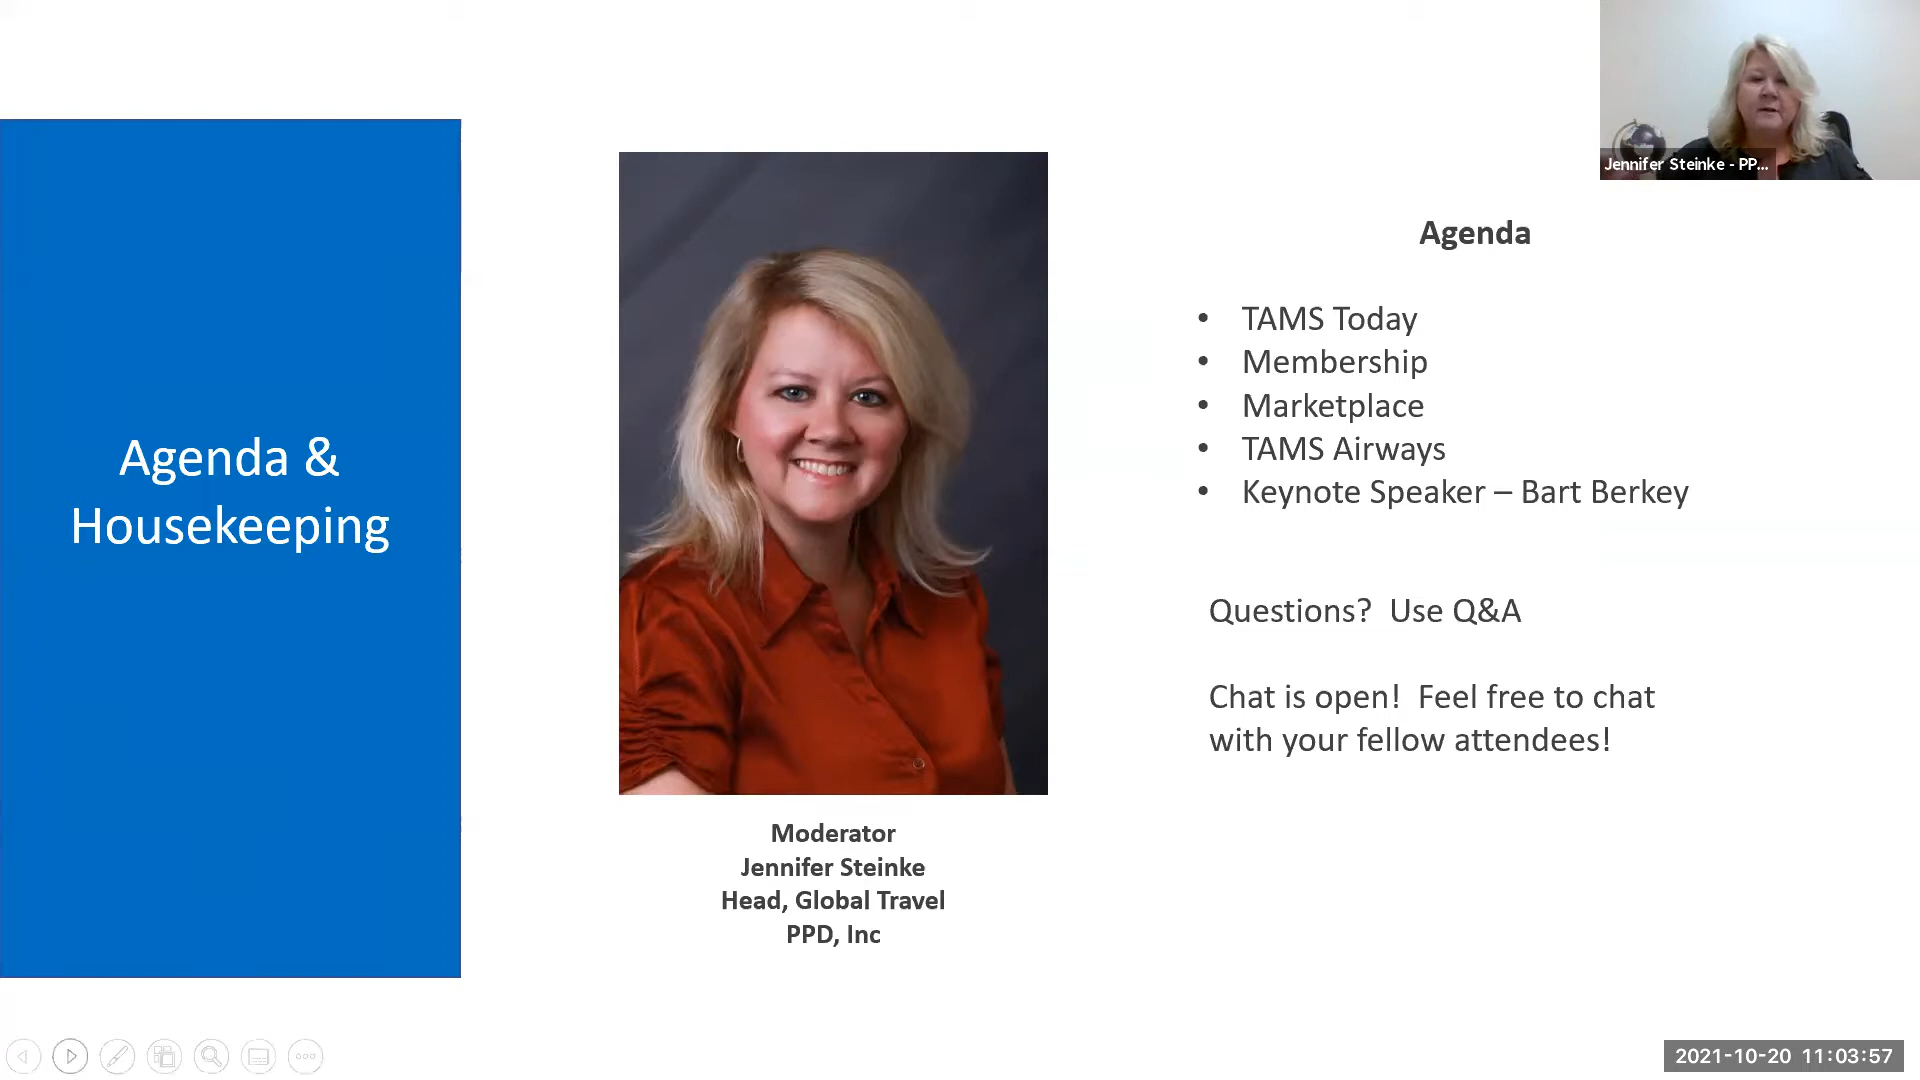 Jennifer Steinke - PP...
Agenda &
Housekeeping
Moderator
Jennifer Steinke
Head, Global Travel
PPD, Inc
Agenda
• TAMS Today
• Membership
• Marketplace
• TAMS Airways
• Keynote Speaker – Bart Berkey
Questions?  Use Q&A
Chat is open!  Feel free to chat
with your fellow attendees!
2021-10-20 11:03:57